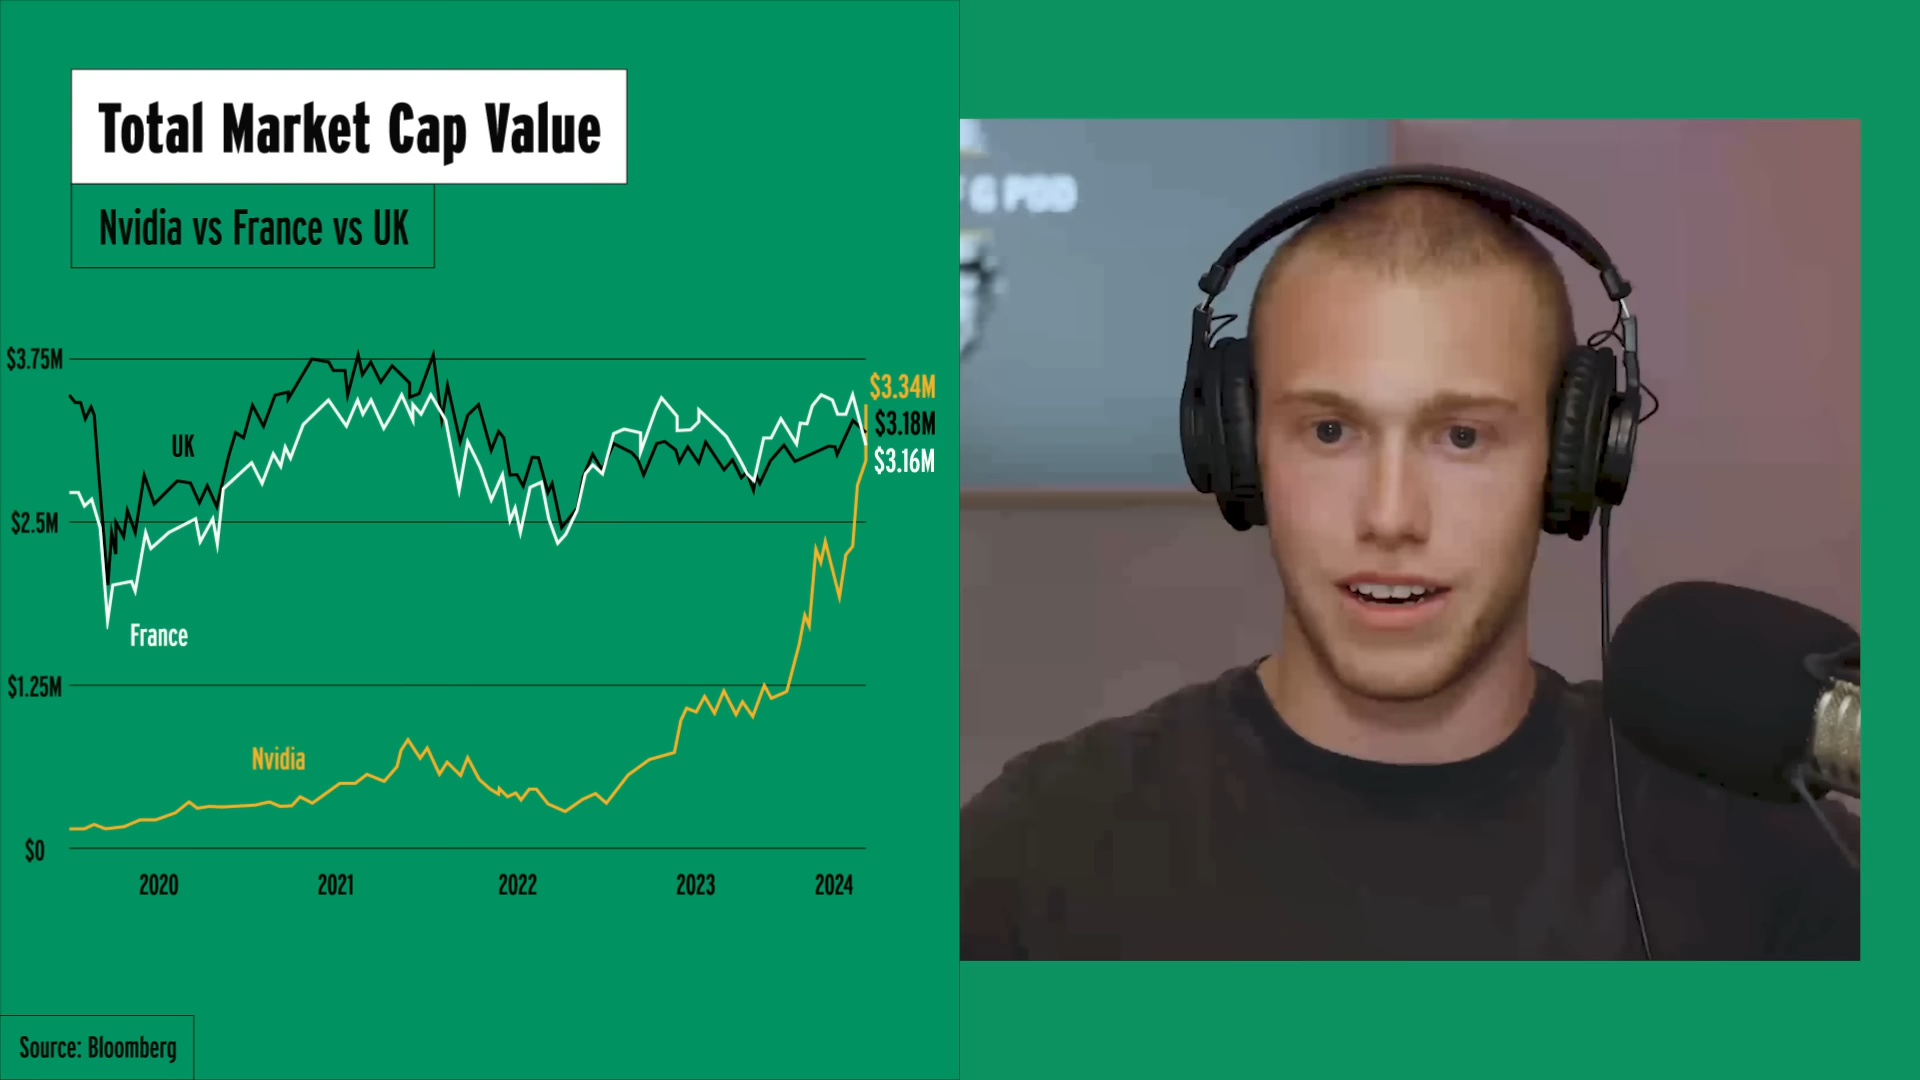 Total Market Cap Value
Nvidia vs France vs UK
$3.75M
$3.34M
$3.18M
UK
$3.16M
$2.5M
France
$1.25M
Nvidia
$0
2020 2021 2022 2023 2024
Source: Bloomberg
G POD